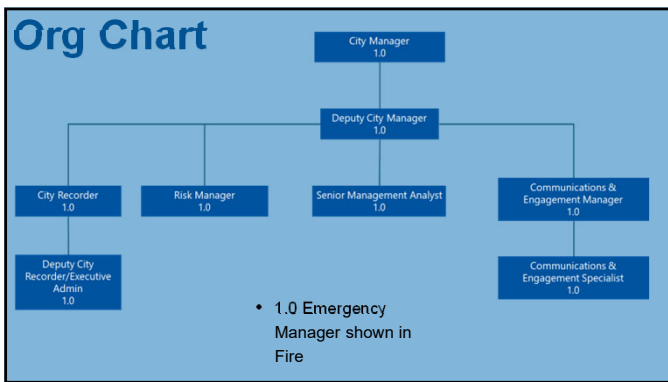 Org Chart
City Manager
1.0
Deputy City Manager
1.0
City Recorder
1.0
Risk Manager
1.0
Senior Management Analyst
1.0
Communications &
Engagement Manager
1.0
Deputy City
Recorder/Executive
Admin
1.0
Communications &
Engagement Specialist
1.0
• 1.0 Emergency
Manager shown in
Fire